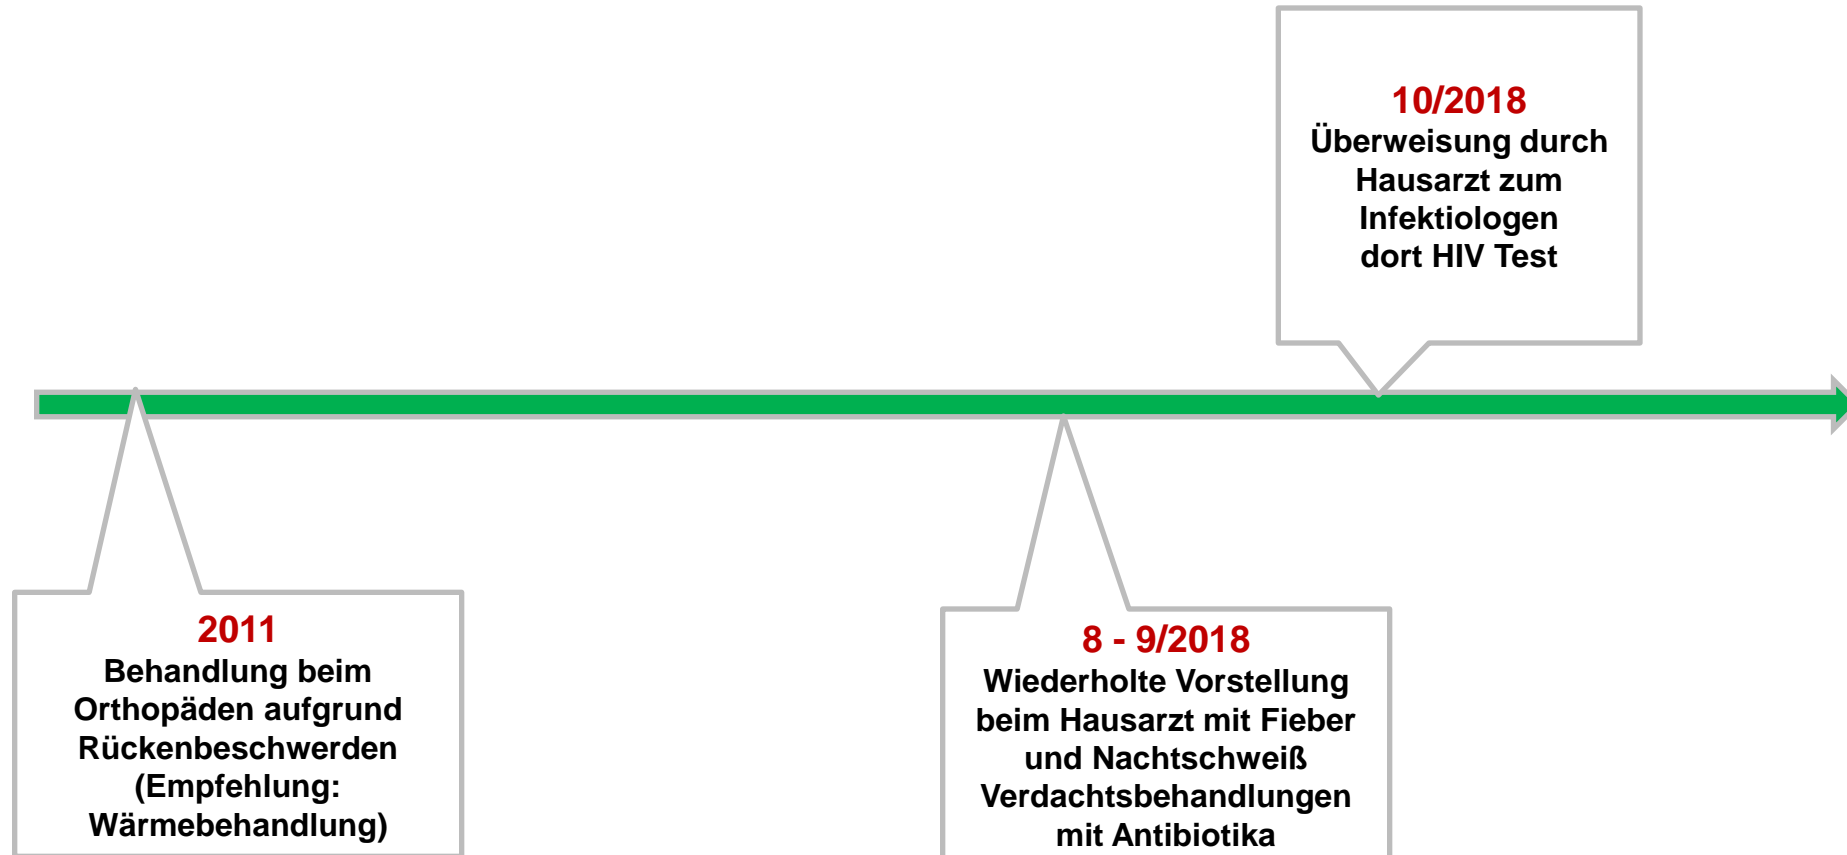 10/2018
Überweisung durch
Hausarzt zum
Infektiologen
dort HIV Test
2011
Behandlung beim
Orthopäden aufgrund
Rückenbeschwerden
(Empfehlung:
Wärmebehandlung)
8 - 9/2018
Wiederholte Vorstellung
beim Hausarzt mit Fieber
und Nachtschweiß
Verdachtsbehandlungen
mit Antibiotika